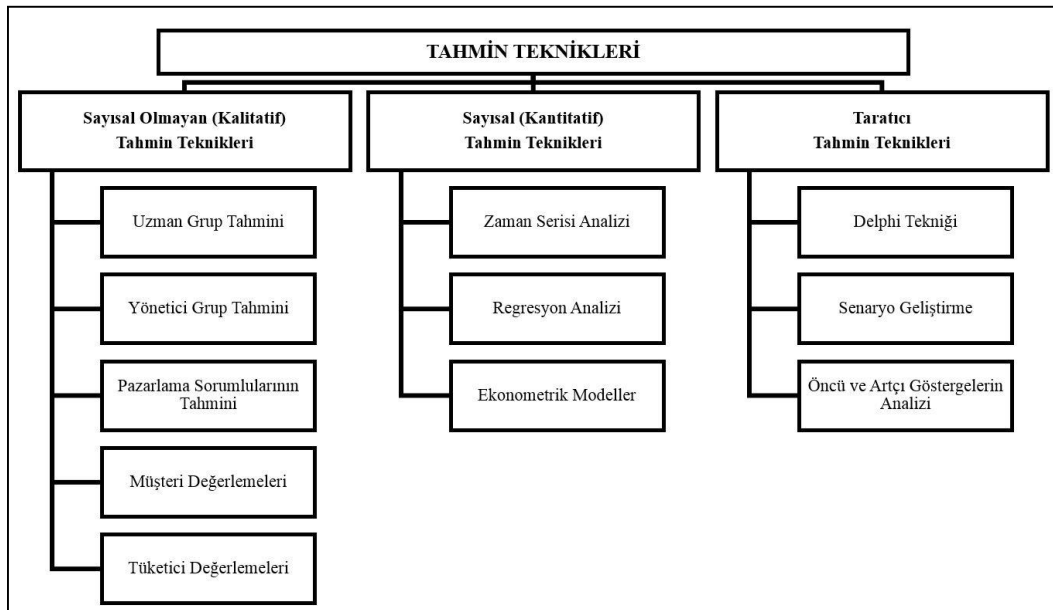 TAHMİN TEKNİKLERİ
Sayısal Olmayan (Kalitatif)
Tahmin Teknikleri
Uzman Grup Tahmini
Yönetici Grup Tahmini
Pazarlama Sorumlularının
Tahmini
Müşteri Değerlemeleri
Tüketici Değerlemeleri
Sayısal (Kantitatif)
Tahmin Teknikleri
Zaman Serisi Analizi
Regresyon Analizi
Ekonometrik Modeller
Taratıcı
Tahmin Teknikleri
Delphi Tekniği
Senaryo Geliştirme
Öncü ve Artçı Göstergelerin
Analizi